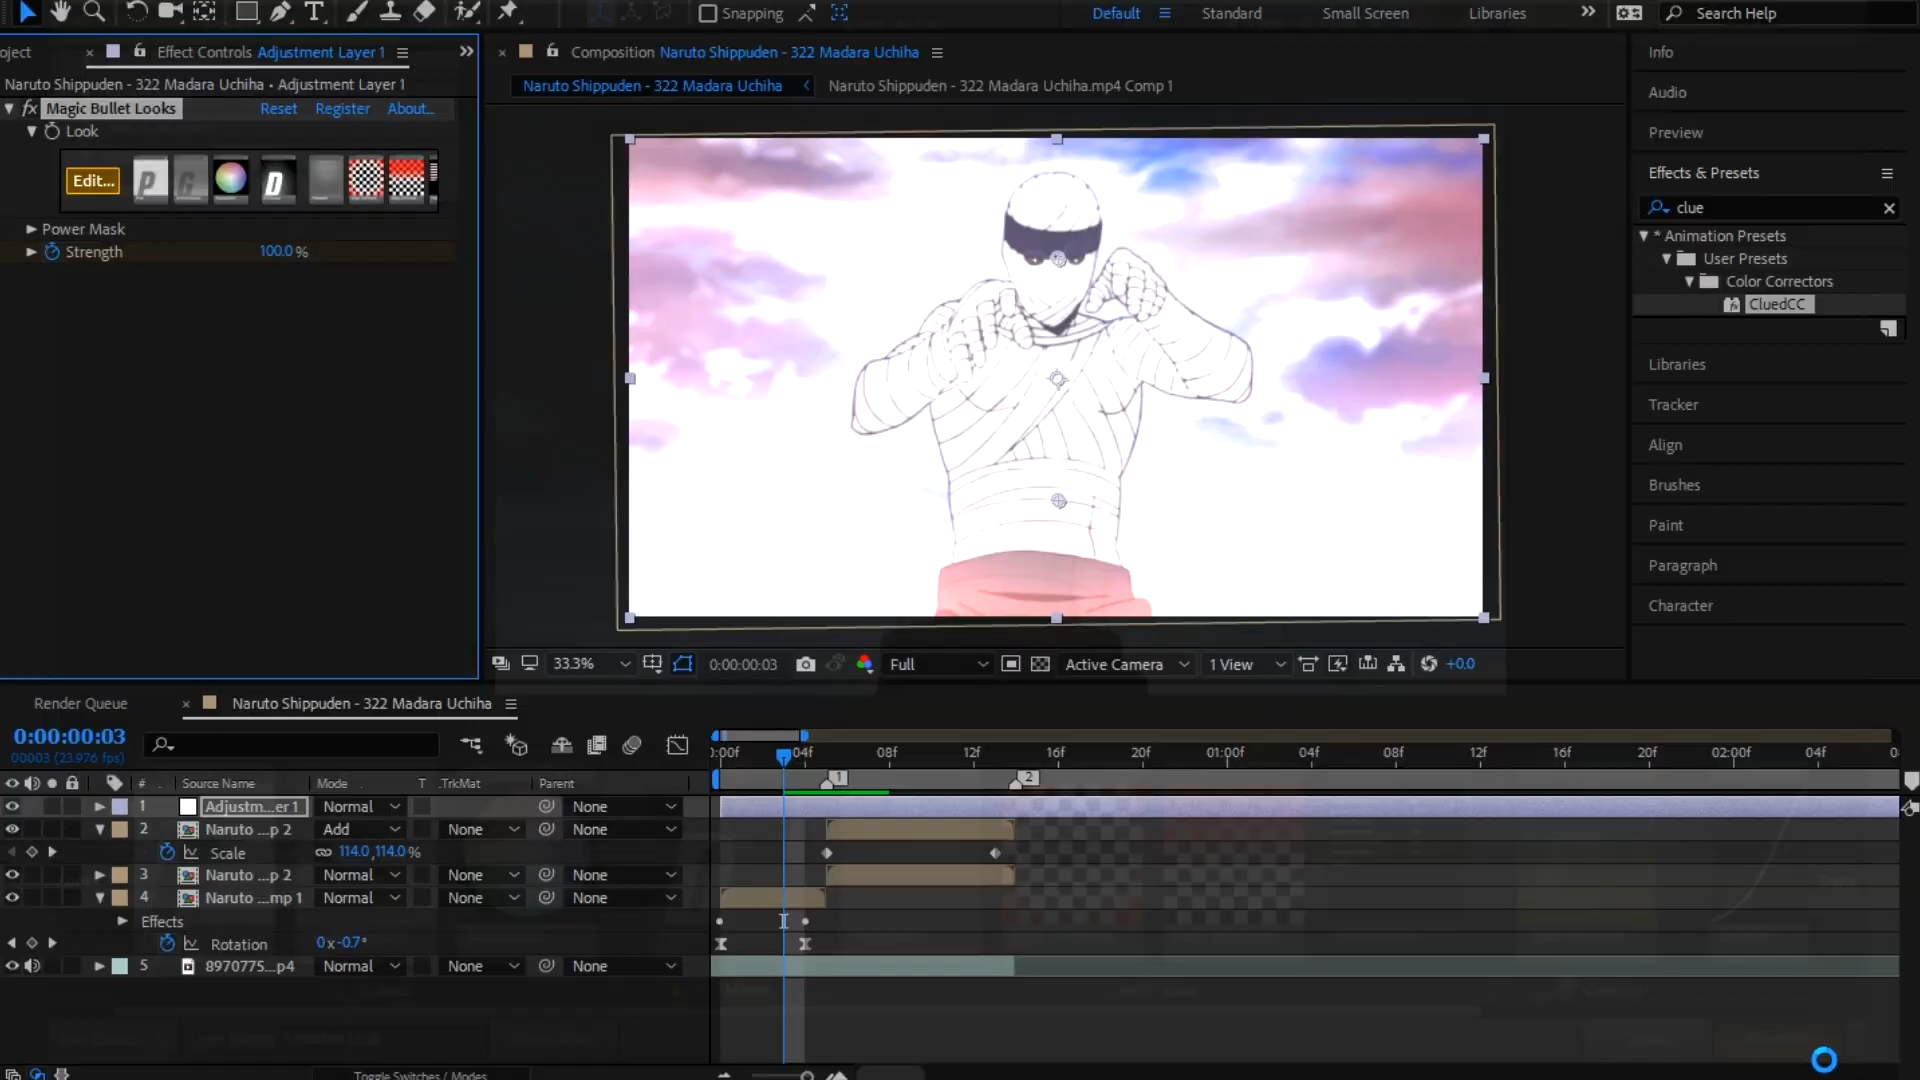 Snapping
Default
Standard
Small Screen
Libraries
Search Help
oject
Effect Controls Adjustment Layer 1
Composition Naruto Shippuden - 322 Madara Uchiha
Info
Naruto Shippuden - 322 Madara Uchiha • Adjustment Layer 1
Naruto Shippuden - 322 Madara Uchiha
Naruto Shippuden - 322 Madara Uchiha.mp4 Comp 1
Audio
fx Magic Bullet Looks Reset Register About...
Look
Preview
Edit...
P
G
D
Effects & Presets
clue
Power Mask
Strength 100.0 %
* Animation Presets
User Presets
Color Correctors
CluedCC
Libraries
Tracker
Align
Brushes
Paint
Paragraph
Character
33.3%
0:00:00:03
Full
Active Camera
1 View
+0.0
Render Queue
Naruto Shippuden - 322 Madara Uchiha
0:00:00:03
00003 (23.976 fps)
):00f 04f 08f 12f 16f 20f 01:00f 04f 08f 12f 16f 20f 02:00f 04f
# Source Name Mode T .TrkMat Parent
1 2
1 Adjustm...er 1 Normal None
2 Naruto ...p 2 Add None None
Scale 114.0,114.0 %
3 Naruto ...p 2 Normal None None
4 Naruto ...mp 1 Normal None None
Effects
Rotation 0x-0.7°
5 8970775...p4 Normal None None
Toggle Switches / Modes